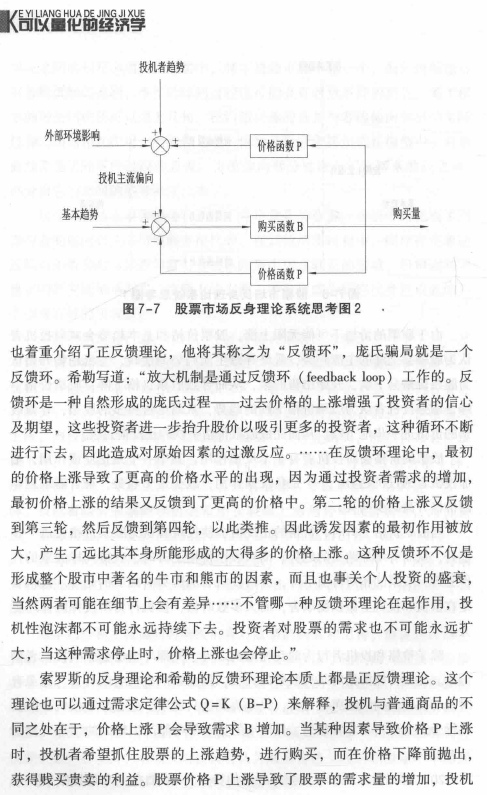 KE YI LIANG HUA DE JING JI XUE
可以量化的经济学
投机者趋势
外部环境影响
价格函数 P
投机主流偏向
基本趋势
购买函数 B
购买量
价格函数 P
图 7-7 股票市场反身理论系统思考图 2
也着重介绍了正反馈理论，他将其称之为“反馈环”，庞氏骗局就是一个
反馈环。希勒写道，“放大机制是通过反馈环（feedback loop）工作的。反
馈环是一种自然形成的庞氏过程——过去价格的上涨增强了投资者的信心
及期望，这些投资者进一步抬升股价以吸引更多的投资者，这种循环不断
进行下去，因此造成对原始因素的过激反应。……在反馈环理论中，最初
的价格上涨导致了更高的价格水平的出现，因为通过投资者需求的增加，
最初价格上涨的结果又反馈到了更高的价格中。第二轮的价格上涨又反馈
到第三轮，然后反馈到第四轮，以此类推。因此诱发因素的最初作用被放
大，产生了远比其本身所能形成的大得多的价格上涨。这种反馈环不仅是
形成整个股市中著名的牛市和熊市的因素，而且也事关个人投资的盛衰，
当然两者可能在细节上会有差异……不管哪一种反馈环理论在起作用，投
机性泡沫都不可能永远持续下去。投资者对股票的需求也不可能永远扩
大，当这种需求停止时，价格上涨也会停止。”
索罗斯的反身理论和希勒的反馈环理论本质上都是正反馈理论。这个
理论也可以通过需求定律公式 Q=K（B-P）来解释，投机与普通商品的不
同之处在于，价格上涨 P 会导致需求 B 增加。当某种因素导致价格 P 上涨
时，投机者希望抓住股票的上涨趋势，进行购买，而在价格下降前抛出，
获得贱买贵卖的利益。股票价格 P 上涨导致了股票的需求量的增加，投机